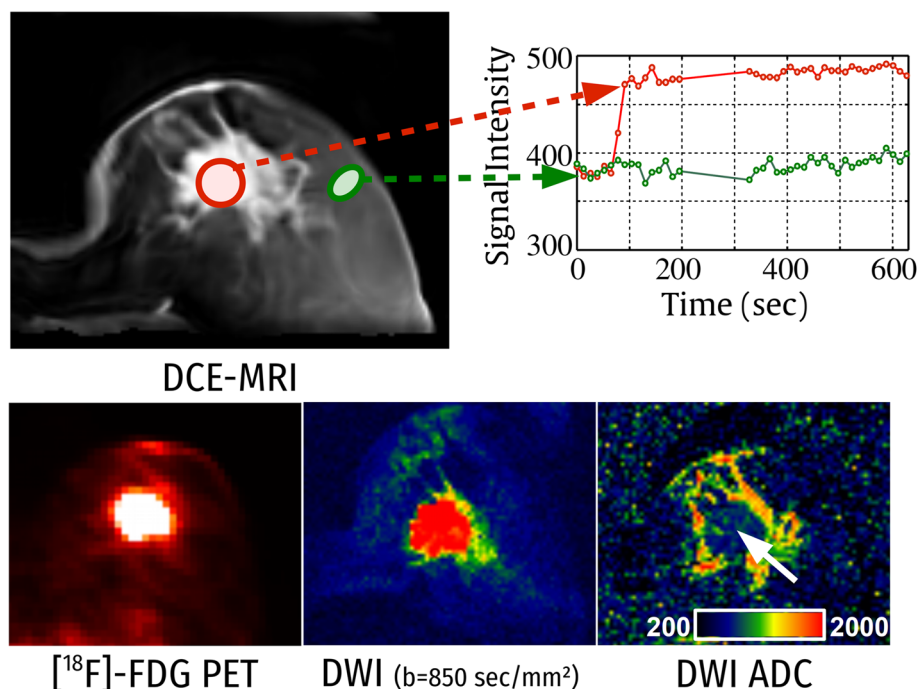 Signal Intensity
500
400
300
0 200 400 600
Time (sec)
DCE-MRI
200 2000
[¹⁸F]-FDG PET DWI (b=850 sec/mm²) DWI ADC